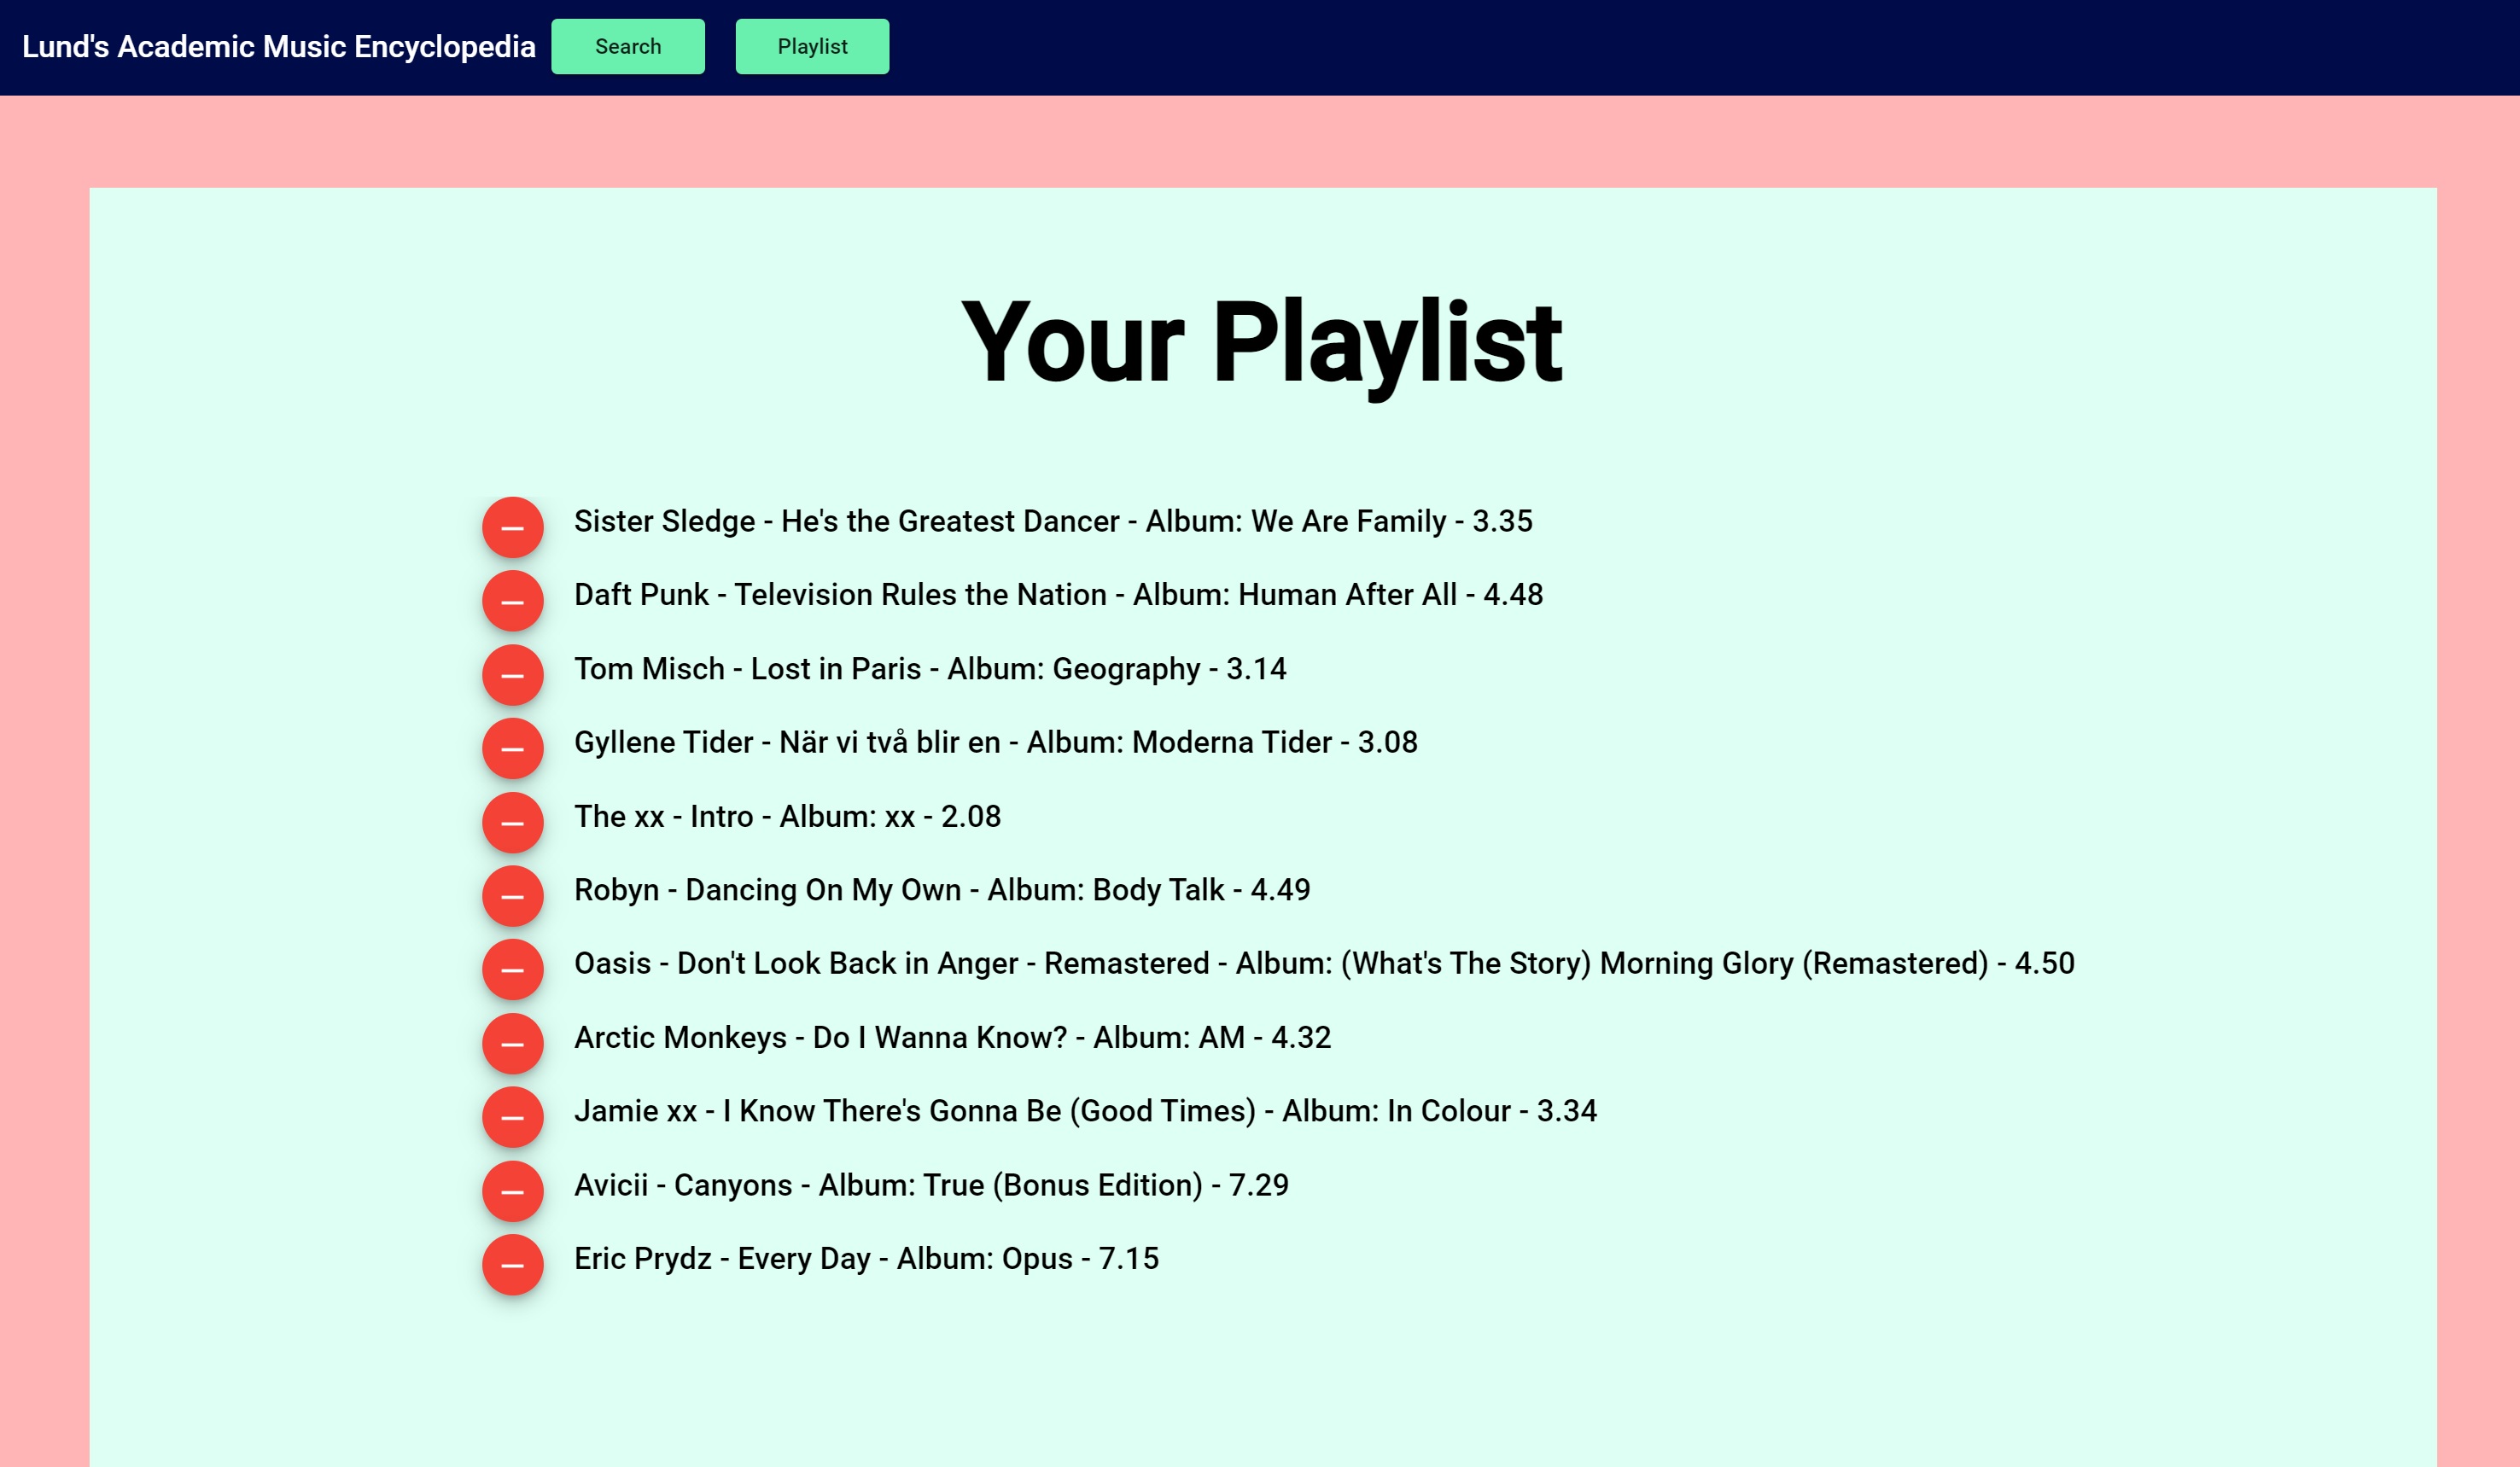 Lund's Academic Music Encyclopedia Search Playlist
Your Playlist
Sister Sledge - He's the Greatest Dancer - Album: We Are Family - 3.35
Daft Punk - Television Rules the Nation - Album: Human After All - 4.48
Tom Misch - Lost in Paris - Album: Geography - 3.14
Gyllene Tider - När vi två blir en - Album: Moderna Tider - 3.08
The xx - Intro - Album: xx - 2.08
Robyn - Dancing On My Own - Album: Body Talk - 4.49
Oasis - Don't Look Back in Anger - Remastered - Album: (What's The Story) Morning Glory (Remastered) - 4.50
Arctic Monkeys - Do I Wanna Know? - Album: AM - 4.32
Jamie xx - I Know There's Gonna Be (Good Times) - Album: In Colour - 3.34
Avicii - Canyons - Album: True (Bonus Edition) - 7.29
Eric Prydz - Every Day - Album: Opus - 7.15